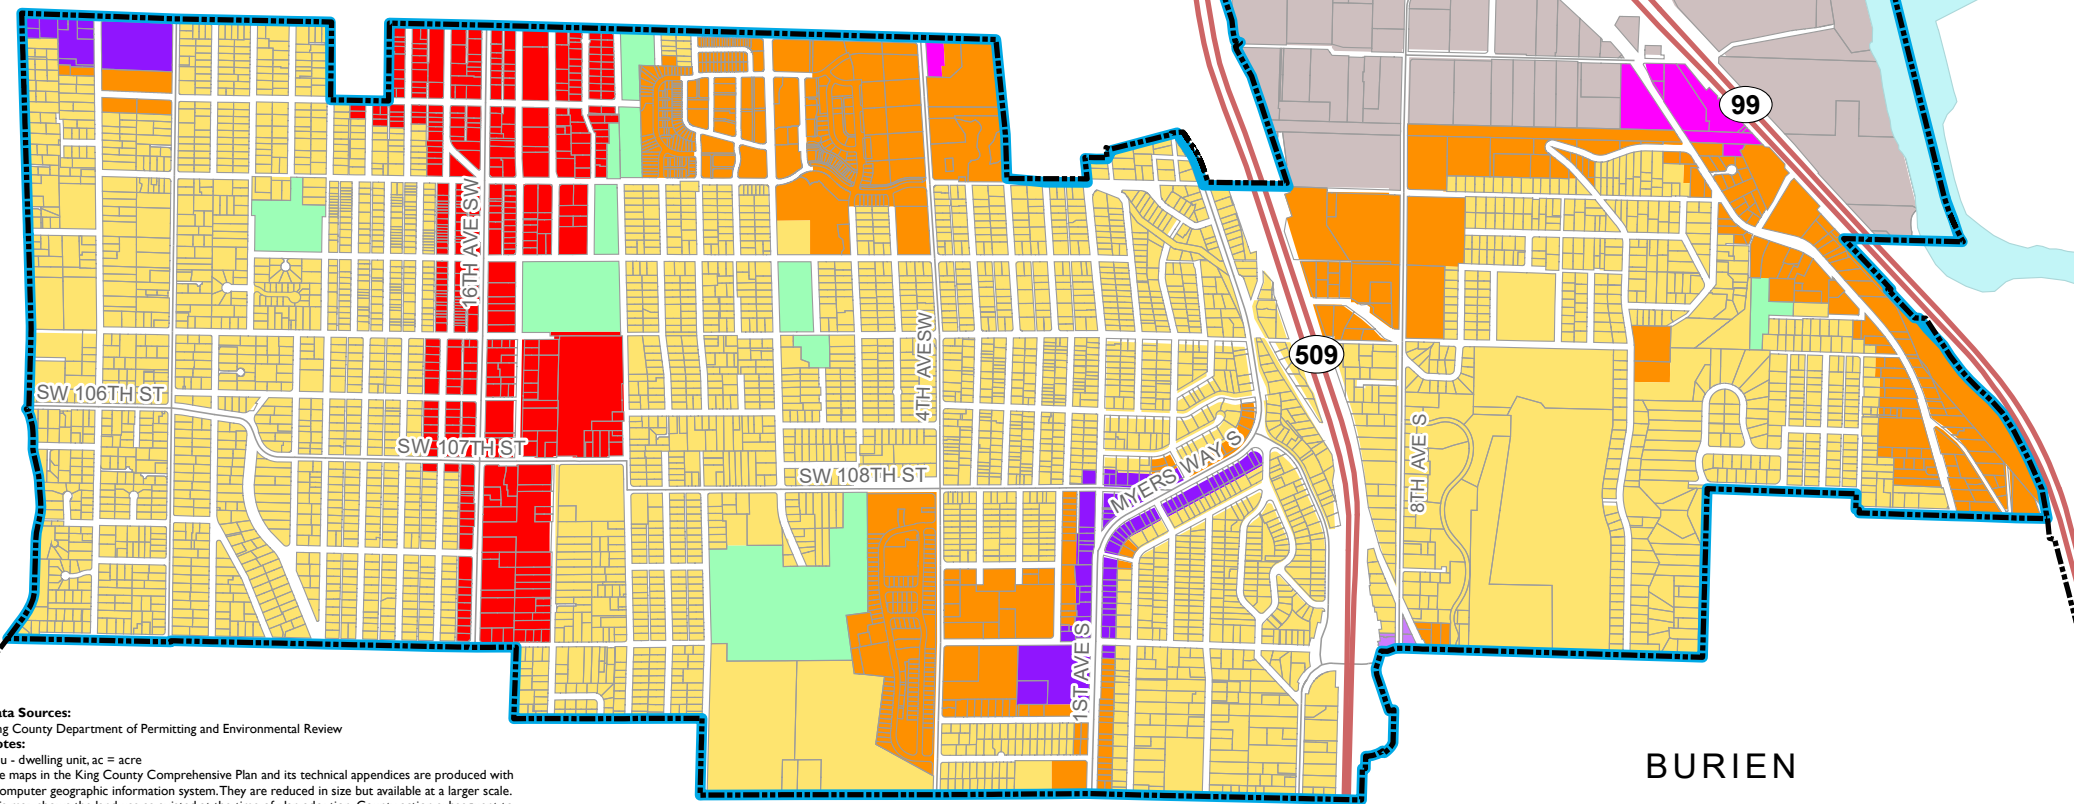 99
16TH AVE SW
4TH AVE SW
509
SW 106TH ST
SW 107TH ST
SW 108TH ST
MYERS WAY S
8TH AVE S
1ST AVE S
BURIEN
ata Sources:
ng County Department of Permitting and Environmental Review
otes:
u - dwelling unit, ac = acre
e maps in the King County Comprehensive Plan and its technical appendices are produced with
omputer geographic information system. They are reduced in size but available at a larger scale.